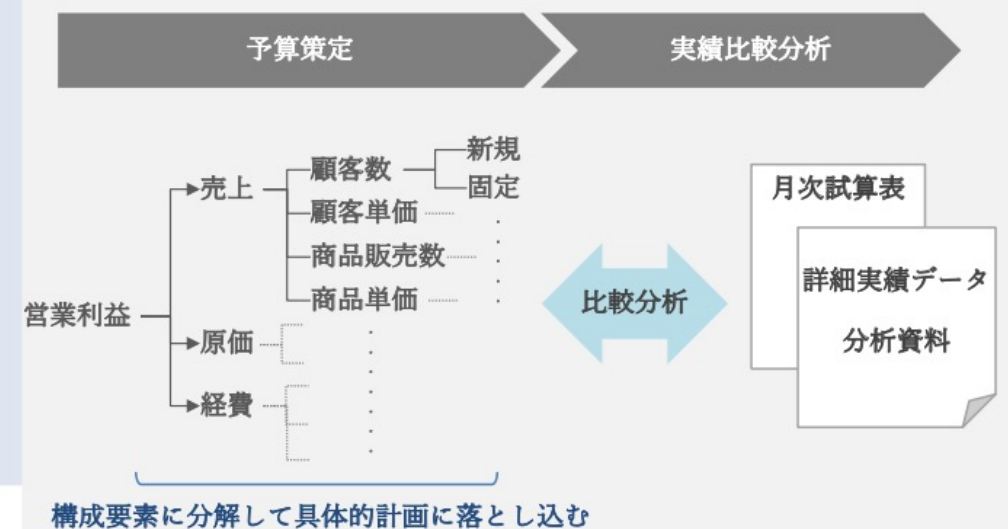 予算策定
実績比較分析
営業利益
売上
顧客数
新規
固定
顧客単価
商品販売数
商品単価
原価
経費
比較分析
月次試算表
詳細実績データ
分析資料
構成要素に分解して具体的計画に落とし込む